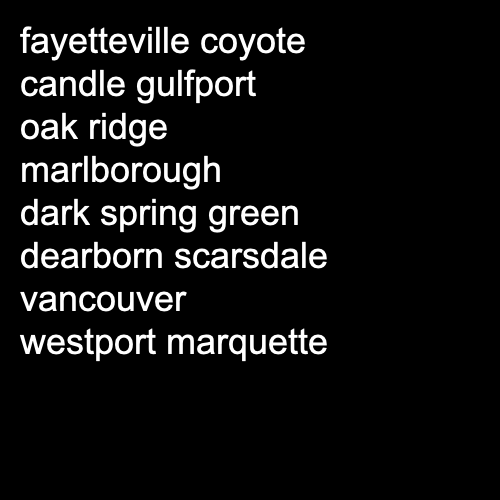 fayetteville coyote
candle gulfport
oak ridge
marlborough
dark spring green
dearborn scarsdale
vancouver
westport marquette